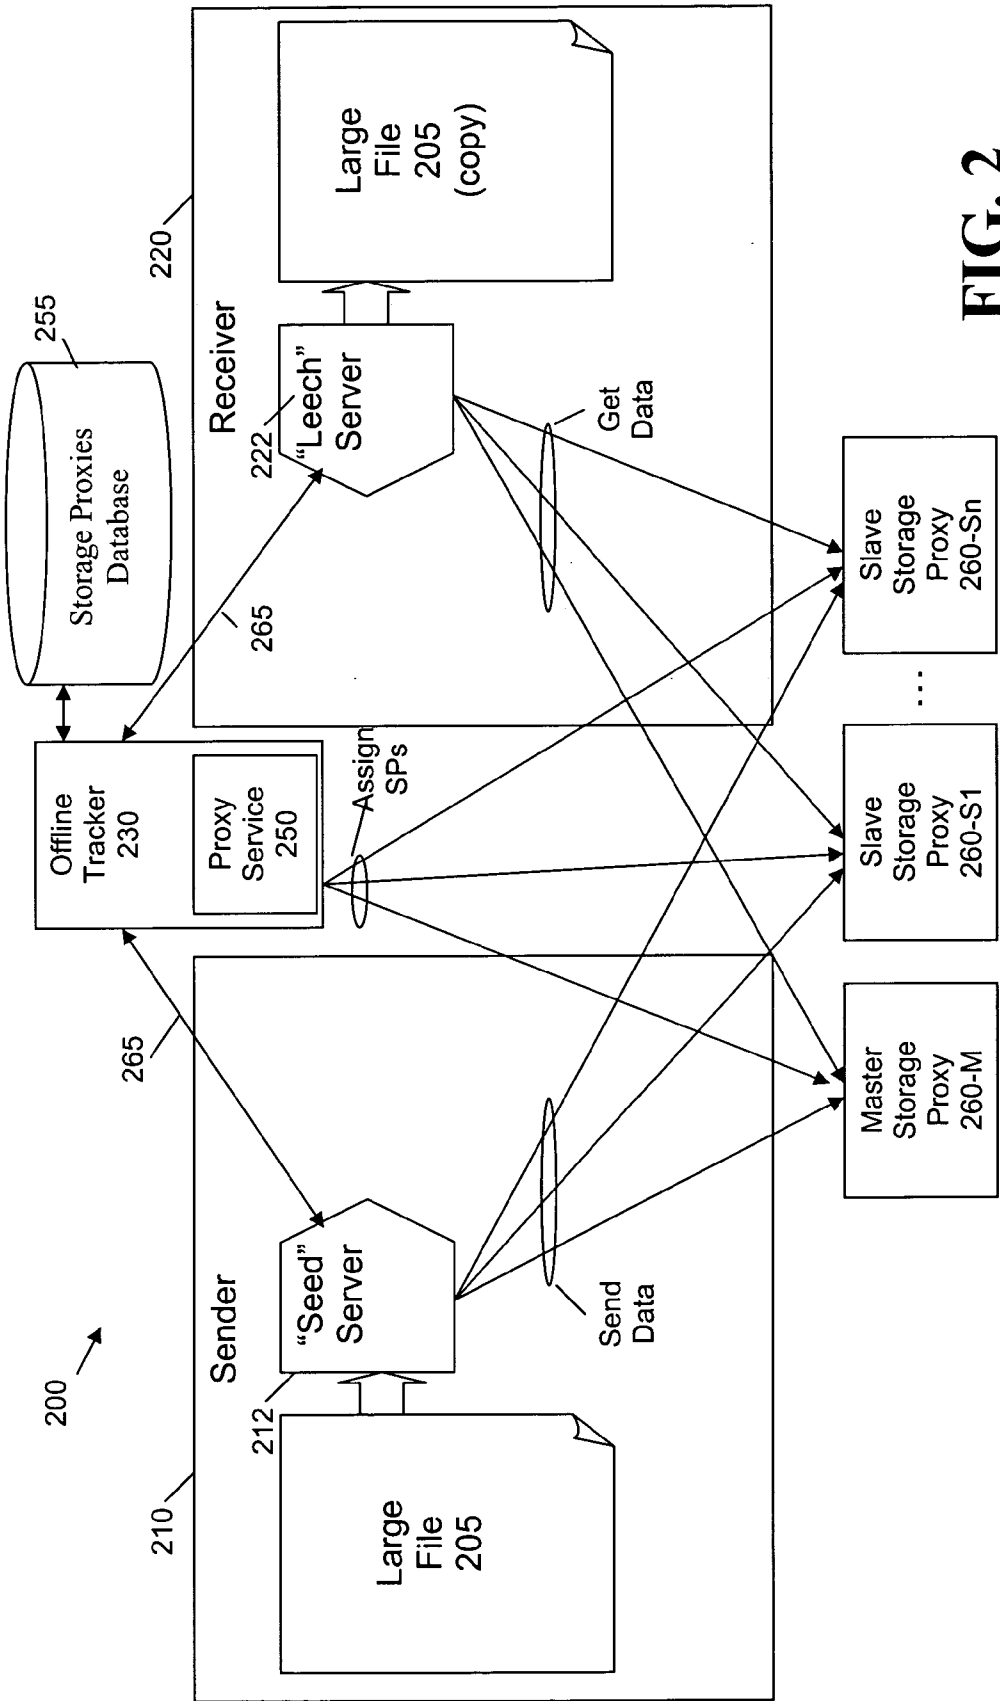 200
210
Sender
Large
File
205
212
“Seed”
Server
Send
Data
265
Offline
Tracker
230
Proxy
Service
250
Assign
SPs
Storage Proxies
Database
255
265
220
Receiver
222
“Leech”
Server
Large
File
205
(copy)
Get
Data
Master
Storage
Proxy
260-M
Slave
Storage
Proxy
260-S1
...
Slave
Storage
Proxy
260-Sn
FIG. 2